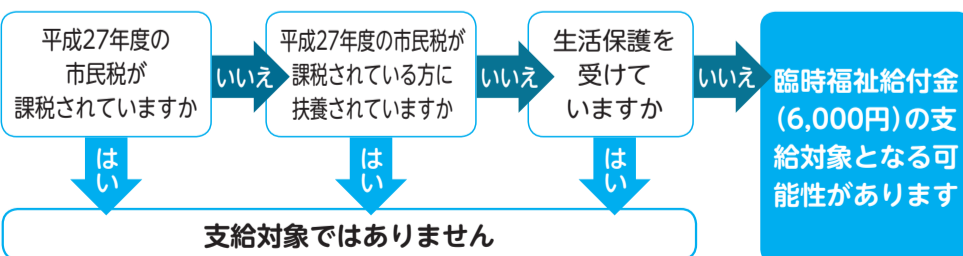 平成27年度の
市民税が
課税されていますか
いいえ
平成27年度の市民税が
課税されている方に
扶養されていますか
いいえ
生活保護を
受けて
いますか
いいえ
臨時福祉給付金
(6,000円)の支
給対象となる可
能性があります
はい
はい
はい
支給対象ではありません